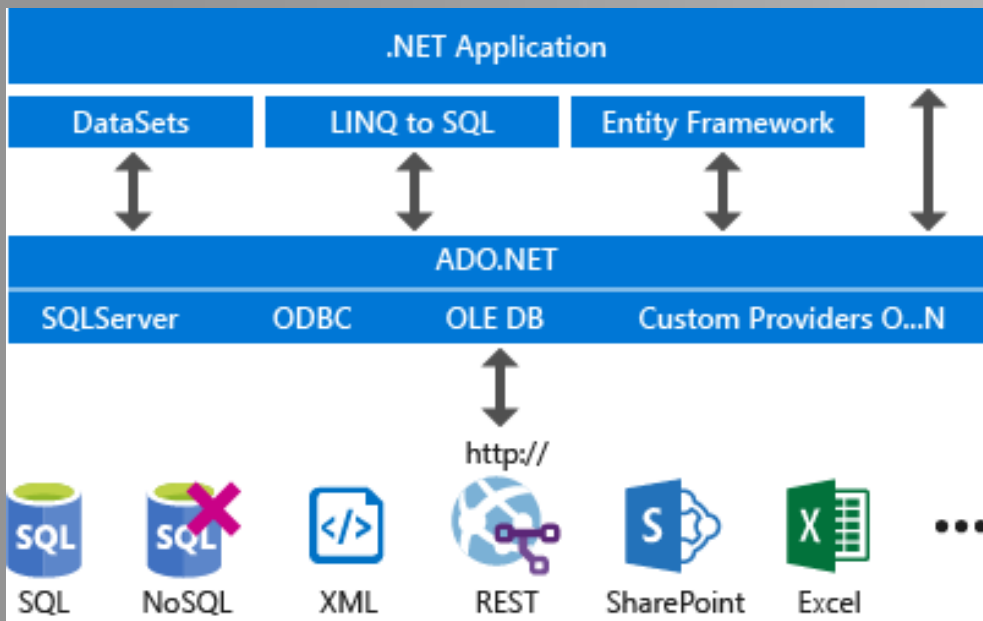 .NET Application
DataSets LINQ to SQL Entity Framework
ADO.NET
SQLServer ODBC OLE DB Custom Providers O...N
http://
SQL SQL </> S X
SQL NoSQL XML REST SharePoint Excel